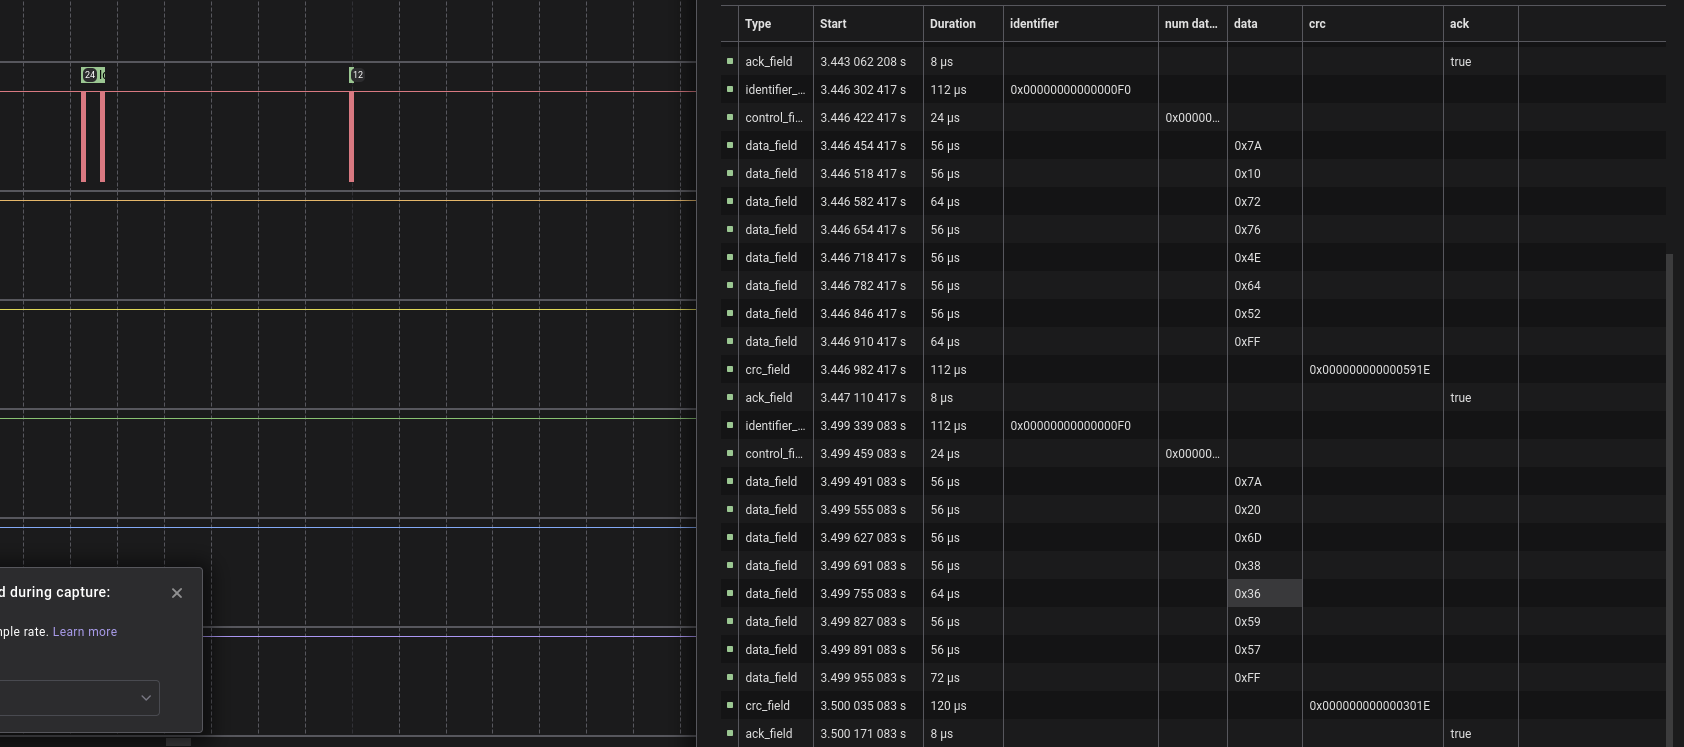 Type Start Duration identifier num dat... data crc ack
ack_field 3.443 062 208 s 8 μs true
identifier_... 3.446 302 417 s 112 μs 0x00000000000000F0
control_fi... 3.446 422 417 s 24 μs 0x00000...
data_field 3.446 454 417 s 56 μs 0x7A
data_field 3.446 518 417 s 56 μs 0x10
data_field 3.446 582 417 s 64 μs 0x72
data_field 3.446 654 417 s 56 μs 0x76
data_field 3.446 718 417 s 56 μs 0x4E
data_field 3.446 782 417 s 56 μs 0x64
data_field 3.446 846 417 s 56 μs 0x52
data_field 3.446 910 417 s 64 μs 0xFF
crc_field 3.446 982 417 s 112 μs 0x000000000000591E
ack_field 3.447 110 417 s 8 μs true
identifier_... 3.499 339 083 s 112 μs 0x00000000000000F0
control_fi... 3.499 459 083 s 24 μs 0x00000...
data_field 3.499 491 083 s 56 μs 0x7A
data_field 3.499 555 083 s 56 μs 0x20
data_field 3.499 627 083 s 56 μs 0x6D
data_field 3.499 691 083 s 56 μs 0x38
data_field 3.499 755 083 s 64 μs 0x36
data_field 3.499 827 083 s 56 μs 0x59
data_field 3.499 891 083 s 56 μs 0x57
data_field 3.499 955 083 s 72 μs 0xFF
crc_field 3.500 035 083 s 120 μs 0x000000000000301E
ack_field 3.500 171 083 s 8 μs true
24
12
d during capture:
nple rate. Learn more